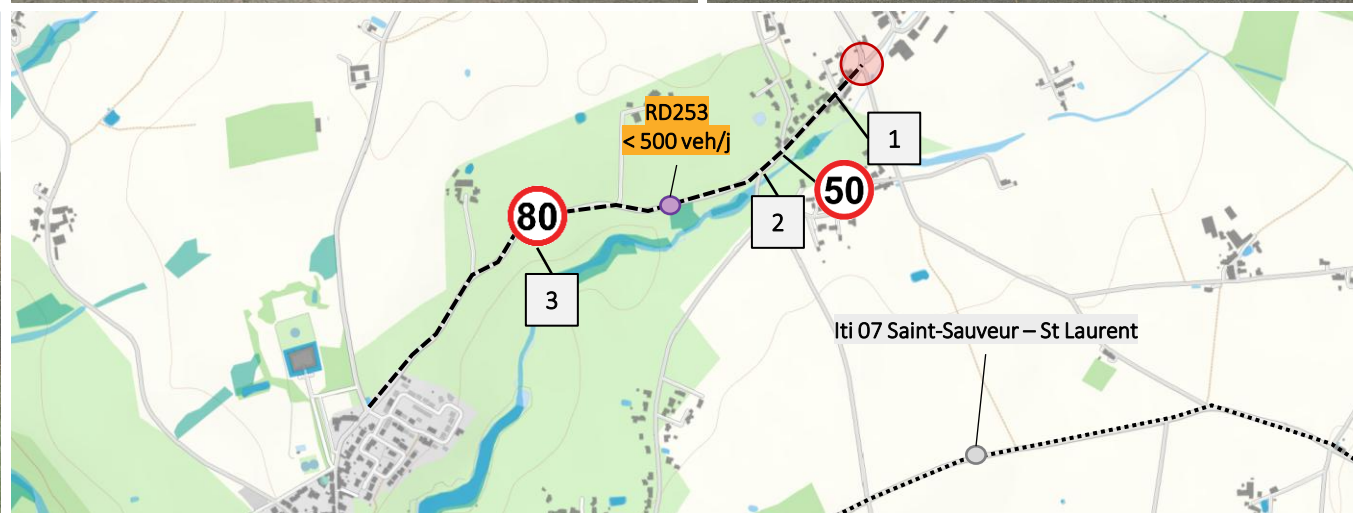 RD253
< 500 veh/j
1
80
50
2
3
Iti 07 Saint-Sauveur – St Laurent